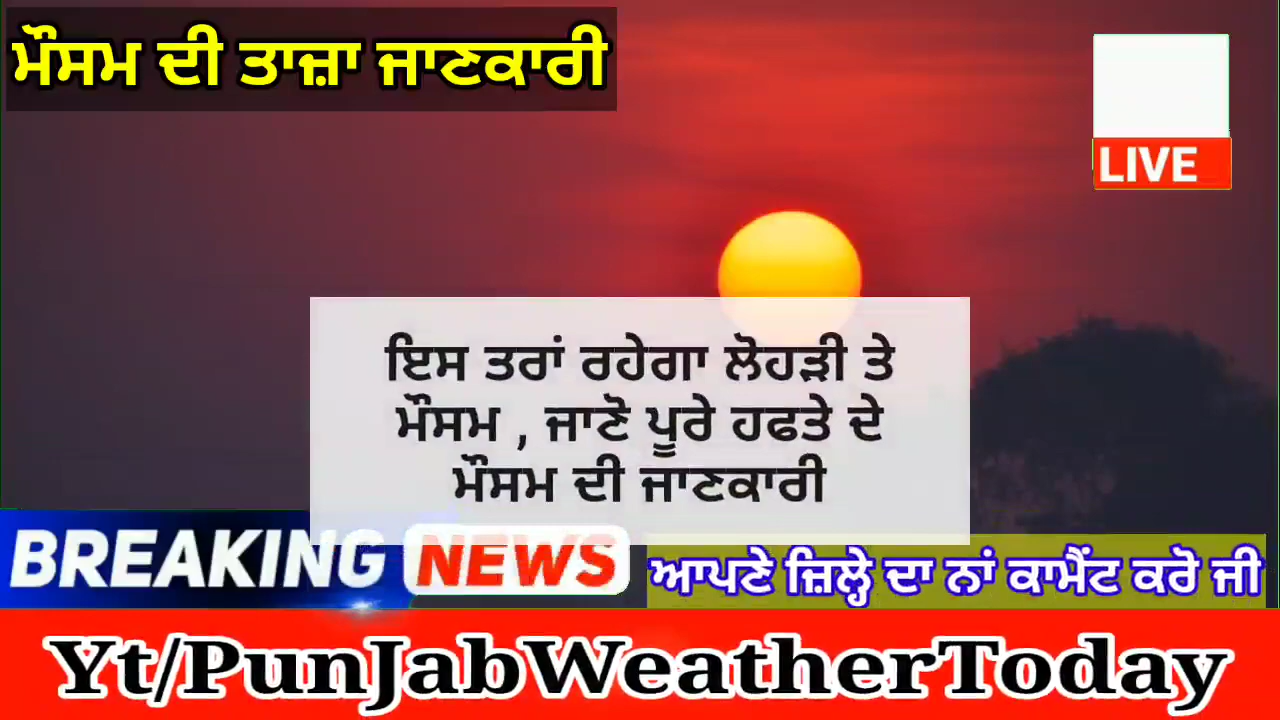 ਮੌਸਮ ਦੀ ਤਾਜ਼ਾ ਜਾਣਕਾਰੀ
LIVE
ਇਸ ਤਰਾਂ ਰਹੇਗਾ ਲੋਹੜੀ ਤੇ
ਮੌਸਮ , ਜਾਣੋ ਪੂਰੇ ਹਫਤੇ ਦੇ
ਮੌਸਮ ਦੀ ਜਾਣਕਾਰੀ
BREAKING NEWS
ਆਪਣੇ ਜ਼ਿਲ੍ਹੇ ਦਾ ਨਾਂ ਕਾਮੈਂਟ ਕਰੋ ਜੀ
Yt/PunJabWeatherToday